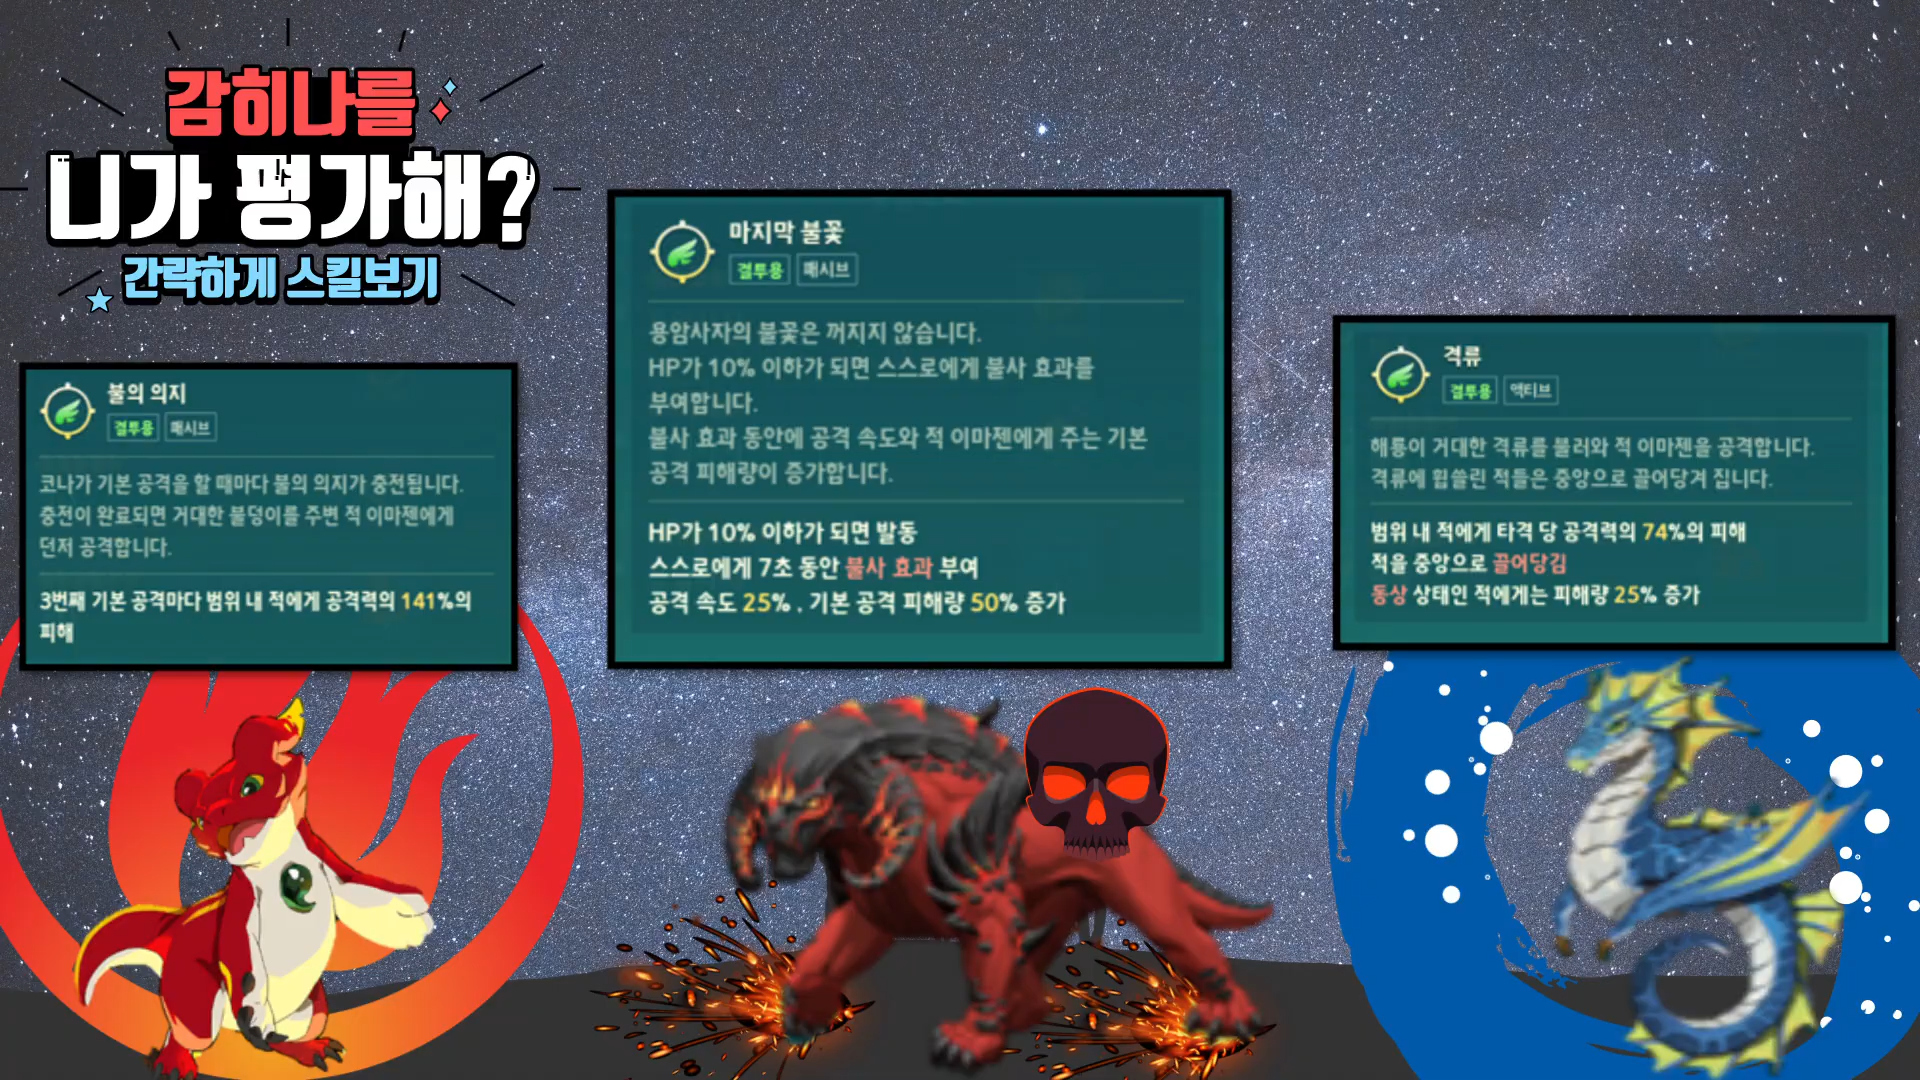 감히나를
니가 평가해?
간략하게 스킬보기
불의 의지
결투용 패시브
코나가 기본 공격을 할 때마다 불의 의지가 충전됩니다.
충전이 완료되면 거대한 불덩이를 주변 적 이마젠에게
던저 공격합니다.
3번째 기본 공격마다 범위 내 적에게 공격력의 141%의
피해
마지막 불꽃
결투용 패시브
용암사자의 불꽃은 꺼지지 않습니다.
HP가 10% 이하가 되면 스스로에게 불사 효과를
부여합니다.
불사 효과 동안에 공격 속도와 적 이마젠에게 주는 기본
공격 피해량이 증가합니다.
HP가 10% 이하가 되면 발동
스스로에게 7초 동안 불사 효과 부여
공격 속도 25% , 기본 공격 피해량 50% 증가
격류
결투용 액티브
해룡이 거대한 격류를 불러와 적 이마젠을 공격합니다.
격류에 휩쓸린 적들은 중앙으로 끌어당겨 집니다.
범위 내 적에게 타격 당 공격력의 74%의 피해
적을 중앙으로 끌어당김
동상 상태인 적에게는 피해량 25% 증가